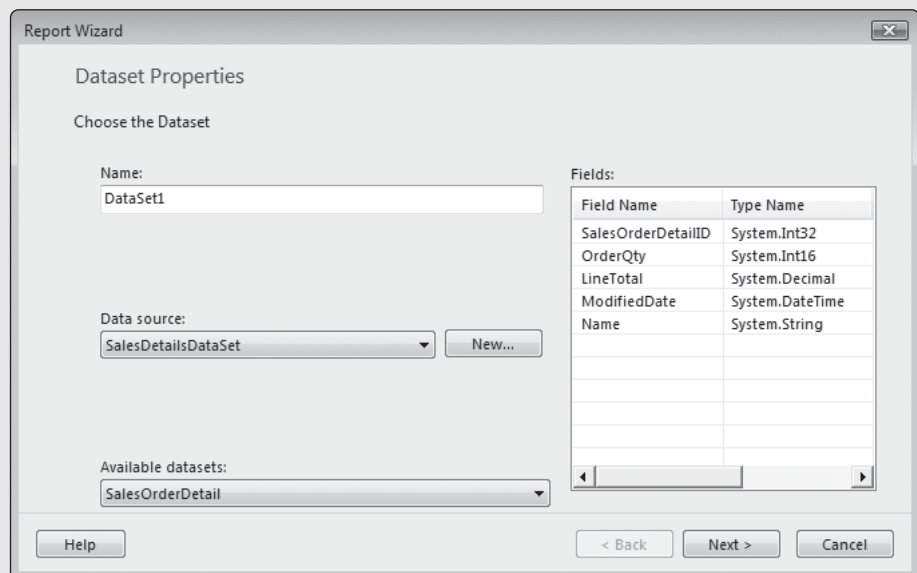 Report Wizard
Dataset Properties
Choose the Dataset
Name:
DataSet1
Data source:
SalesDetailsDataSet
New...
Available datasets:
SalesOrderDetail
Fields:
Field Name Type Name
SalesOrderDetailID System.Int32
OrderQty System.Int16
LineTotal System.Decimal
ModifiedDate System.DateTime
Name System.String
Help
< Back
Next >
Cancel